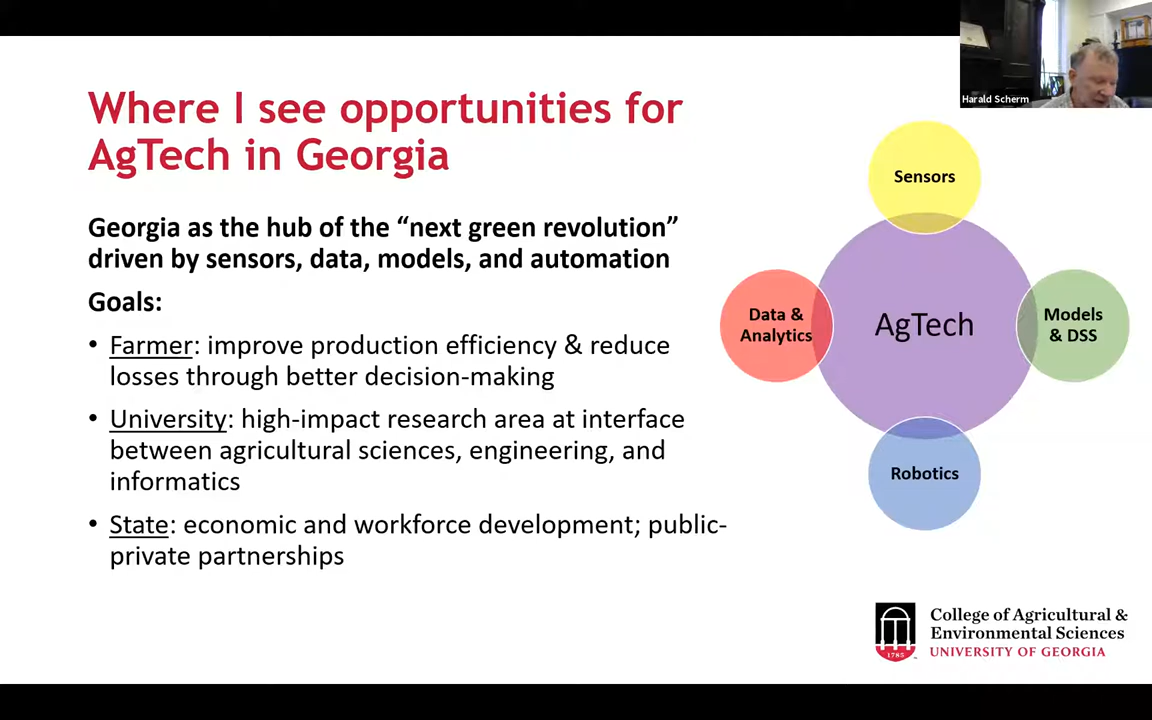 Where I see opportunities for
AgTech in Georgia
Georgia as the hub of the “next green revolution”
driven by sensors, data, models, and automation
Goals:
• Farmer: improve production efficiency & reduce
losses through better decision-making
• University: high-impact research area at interface
between agricultural sciences, engineering, and
informatics
• State: economic and workforce development; public-
private partnerships
Harald Scherm
Sensors
Data &
Analytics
AgTech
Models
& DSS
Robotics
1785
College of Agricultural &
Environmental Sciences
UNIVERSITY OF GEORGIA